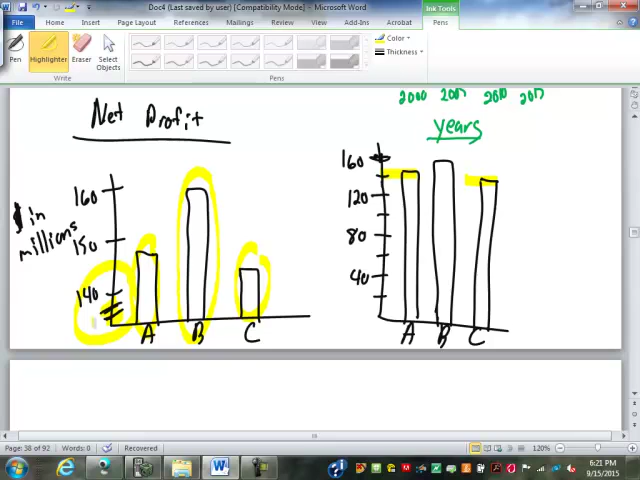 Doc4 (Last saved by user) [Compatibility Mode] - Microsoft Word
Ink Tools
File
Home
Insert
Page Layout
References
Mailings
Review
View
Add-Ins
Acrobat
Pens
Pen
Highlighter
Eraser
Select Objects
Color
Thickness
Write
Pens
2000
2010
years
Net Profit
$ in
millions
160
150
140
A
B
C
160
120
80
40
A
B
C
Page: 38 of 92
Words: 0
Recovered
120%
6:21 PM
9/15/2015